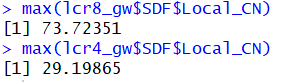 > max(lcr8_gw$SDF$Local_CN)
[1] 73.72351
> max(lcr4_gw$SDF$Local_CN)
[1] 29.19865